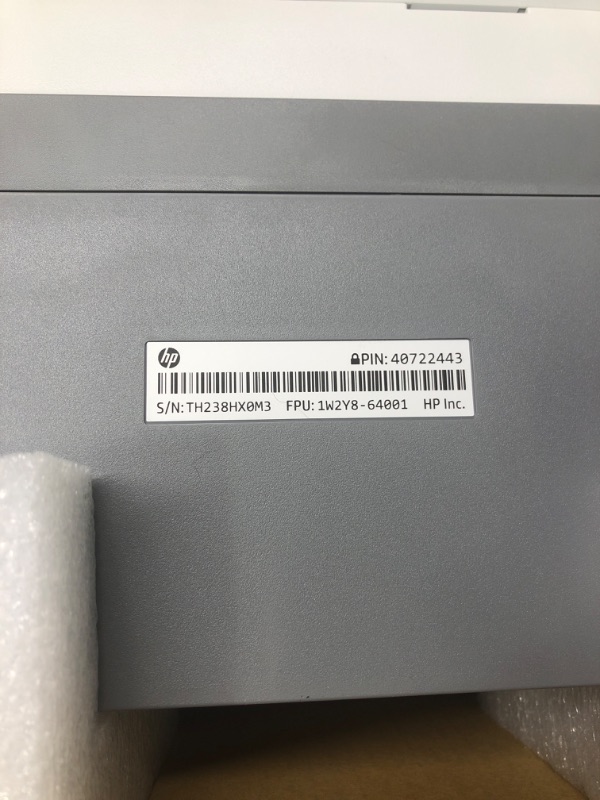 hp
PIN: 40722443
S/N: TH238HX0M3 FPU: 1W2Y8-64001 HP Inc.